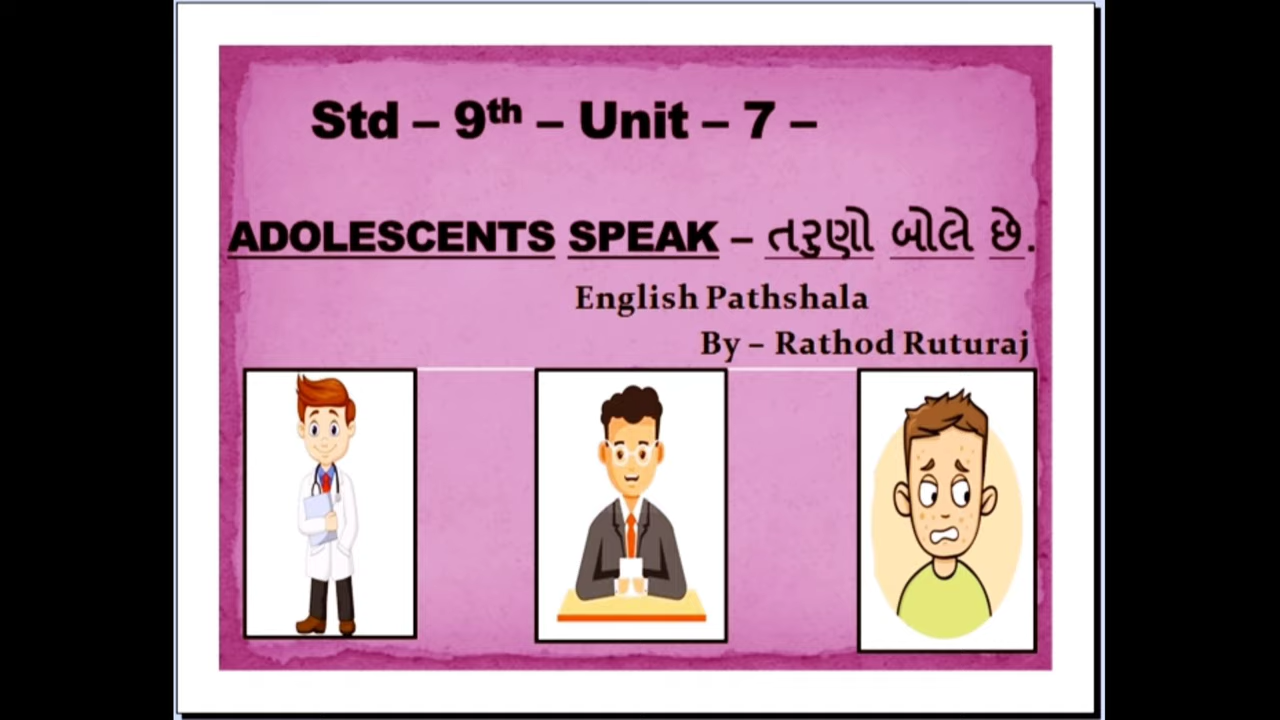 Std – 9th – Unit – 7 –
ADOLESCENTS SPEAK – તરુણો બોલે છે.
English Pathshala
By – Rathod Ruturaj